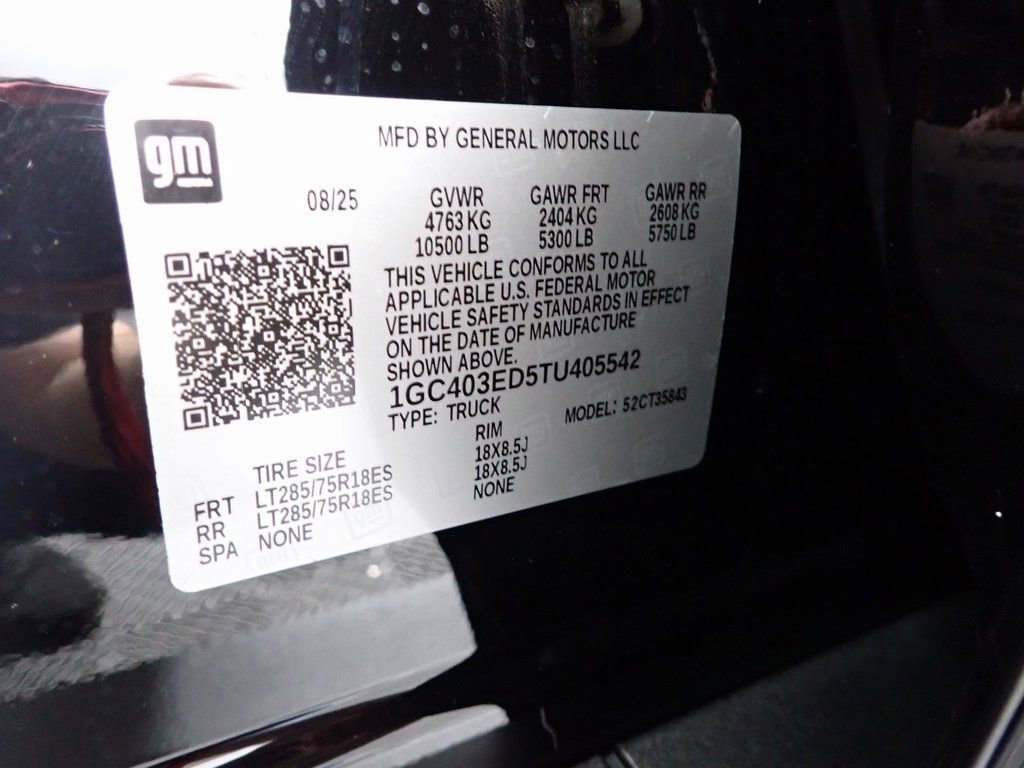 gm
MFD BY GENERAL MOTORS LLC
08/25 GVWR GAWR FRT GAWR RR
4763 KG 2404 KG 2608 KG
10500 LB 5300 LB 5750 LB
THIS VEHICLE CONFORMS TO ALL
APPLICABLE U.S. FEDERAL MOTOR
VEHICLE SAFETY STANDARDS IN EFFECT
ON THE DATE OF MANUFACTURE
SHOWN ABOVE.
1GC403ED5TU405542
TYPE: TRUCK MODEL: 52CT35843
TIRE SIZE RIM
FRT LT285/75R18ES 18X8.5J
RR LT285/75R18ES 18X8.5J
SPA NONE NONE